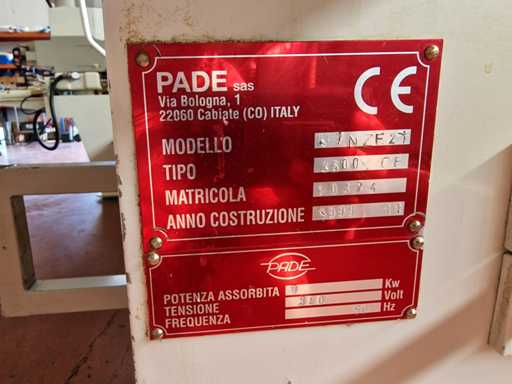 PADE sas
Via Bologna, 1
22060 Cabiate (CO) ITALY
CE
MODELLO
TIPO
MATRICOLA
ANNO COSTRUZIONE
PADE
POTENZA ASSORBITA Kw
TENSIONE 380 Volt
FREQUENZA Hz